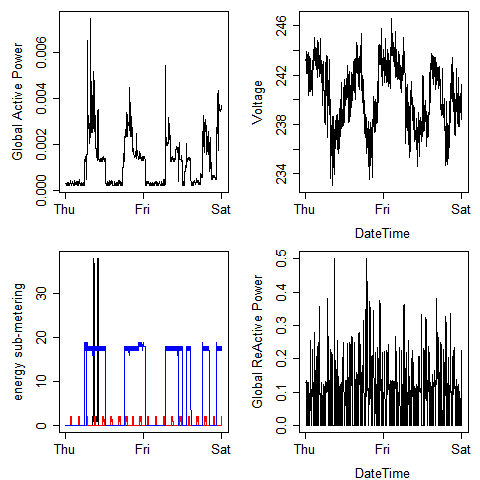 Global Active Power
0.000 0.002 0.004 0.006
Thu Fri Sat
Voltage
234 238 242 246
Thu Fri Sat
DateTime
energy sub-metering
0 10 20 30
Thu Fri Sat
Global ReActive Power
0.0 0.1 0.2 0.3 0.4 0.5
Thu Fri Sat
DateTime